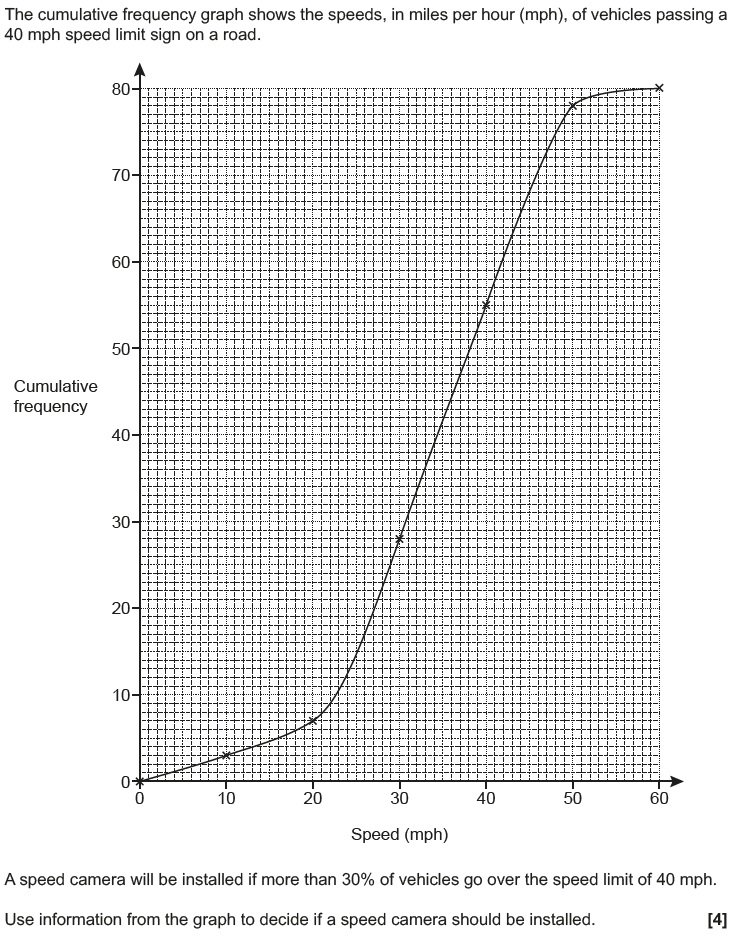 The cumulative frequency graph shows the speeds, in miles per hour (mph), of vehicles passing a
40 mph speed limit sign on a road.
80
70
60
50
Cumulative
frequency
40
30
20
10
0
0 10 20 30 40 50 60
Speed (mph)
A speed camera will be installed if more than 30% of vehicles go over the speed limit of 40 mph.
Use information from the graph to decide if a speed camera should be installed. [4]